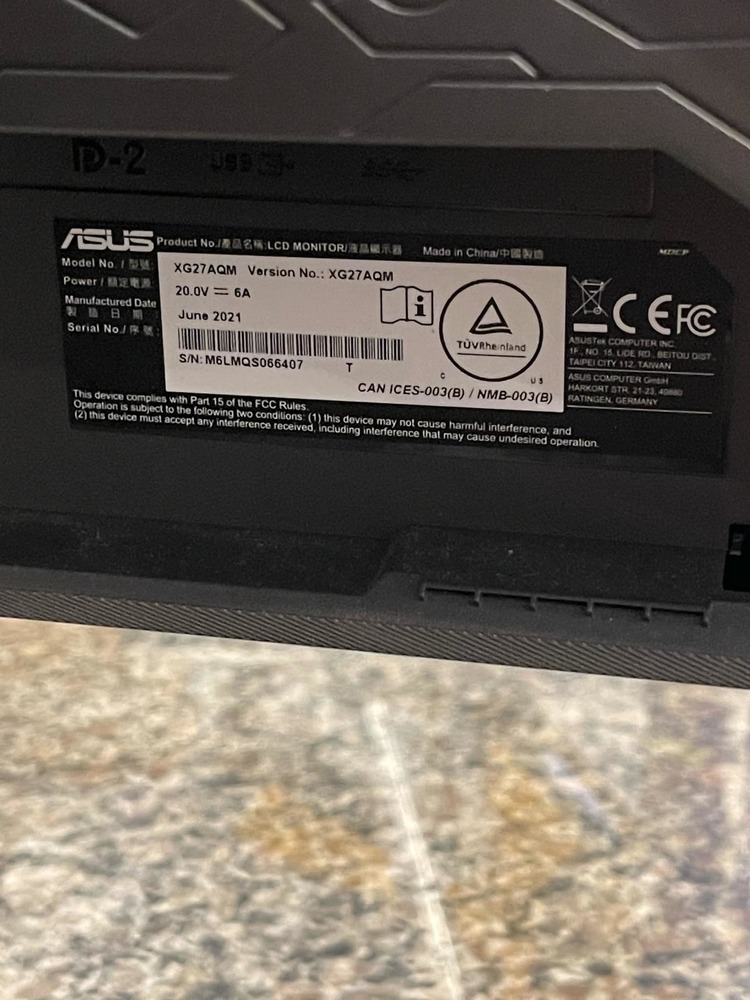 ASUS Product No./產品名稱:LCD MONITOR/液晶顯示器 Made in China/中國製造
Model No. / 型號: XG27AQM Version No.: XG27AQM
Power / 額定電源: 20.0V ⎓ 6A
Manufactured Date
製 造 日 期 June 2021
Serial No./ 序 號:
S/N: M6LMQS066407 T
TÜVRheinland
C US
CAN ICES-003(B) / NMB-003(B)
CE FC
ASUSTek COMPUTER INC.
1F., NO. 15, LIDE RD., BEITOU DIST.,
TAIPEI CITY 112, TAIWAN
ASUS COMPUTER GmbH
HARKORT STR. 21-23, 40880
RATINGEN, GERMANY
This device complies with Part 15 of the FCC Rules.
Operation is subject to the following two conditions: (1) this device may not cause harmful interference, and
(2) this device must accept any interference received, including interference that may cause undesired operation.